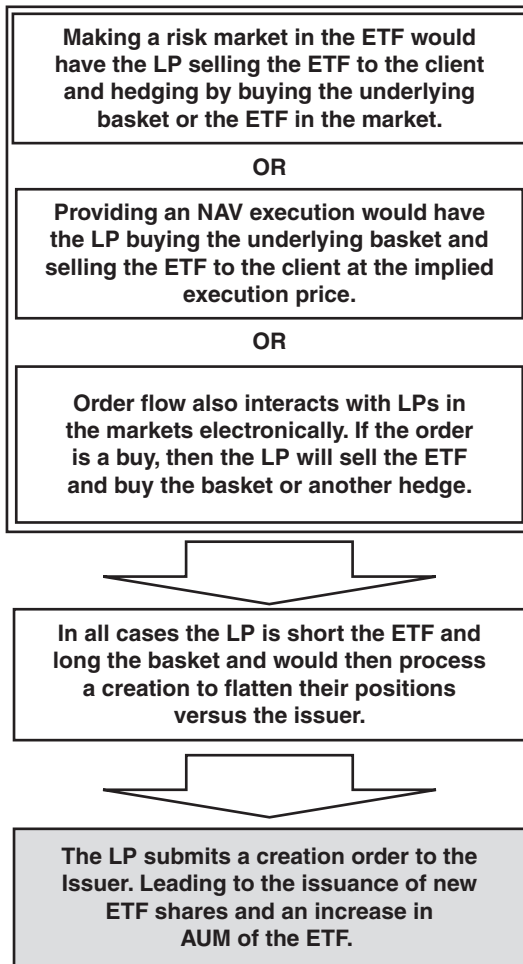 Making a risk market in the ETF would
have the LP selling the ETF to the client
and hedging by buying the underlying
basket or the ETF in the market.
OR
Providing an NAV execution would have
the LP buying the underlying basket and
selling the ETF to the client at the implied
execution price.
OR
Order flow also interacts with LPs in
the markets electronically. If the order
is a buy, then the LP will sell the ETF
and buy the basket or another hedge.
In all cases the LP is short the ETF and
long the basket and would then process
a creation to flatten their positions
versus the issuer.
The LP submits a creation order to the
Issuer. Leading to the issuance of new
ETF shares and an increase in
AUM of the ETF.